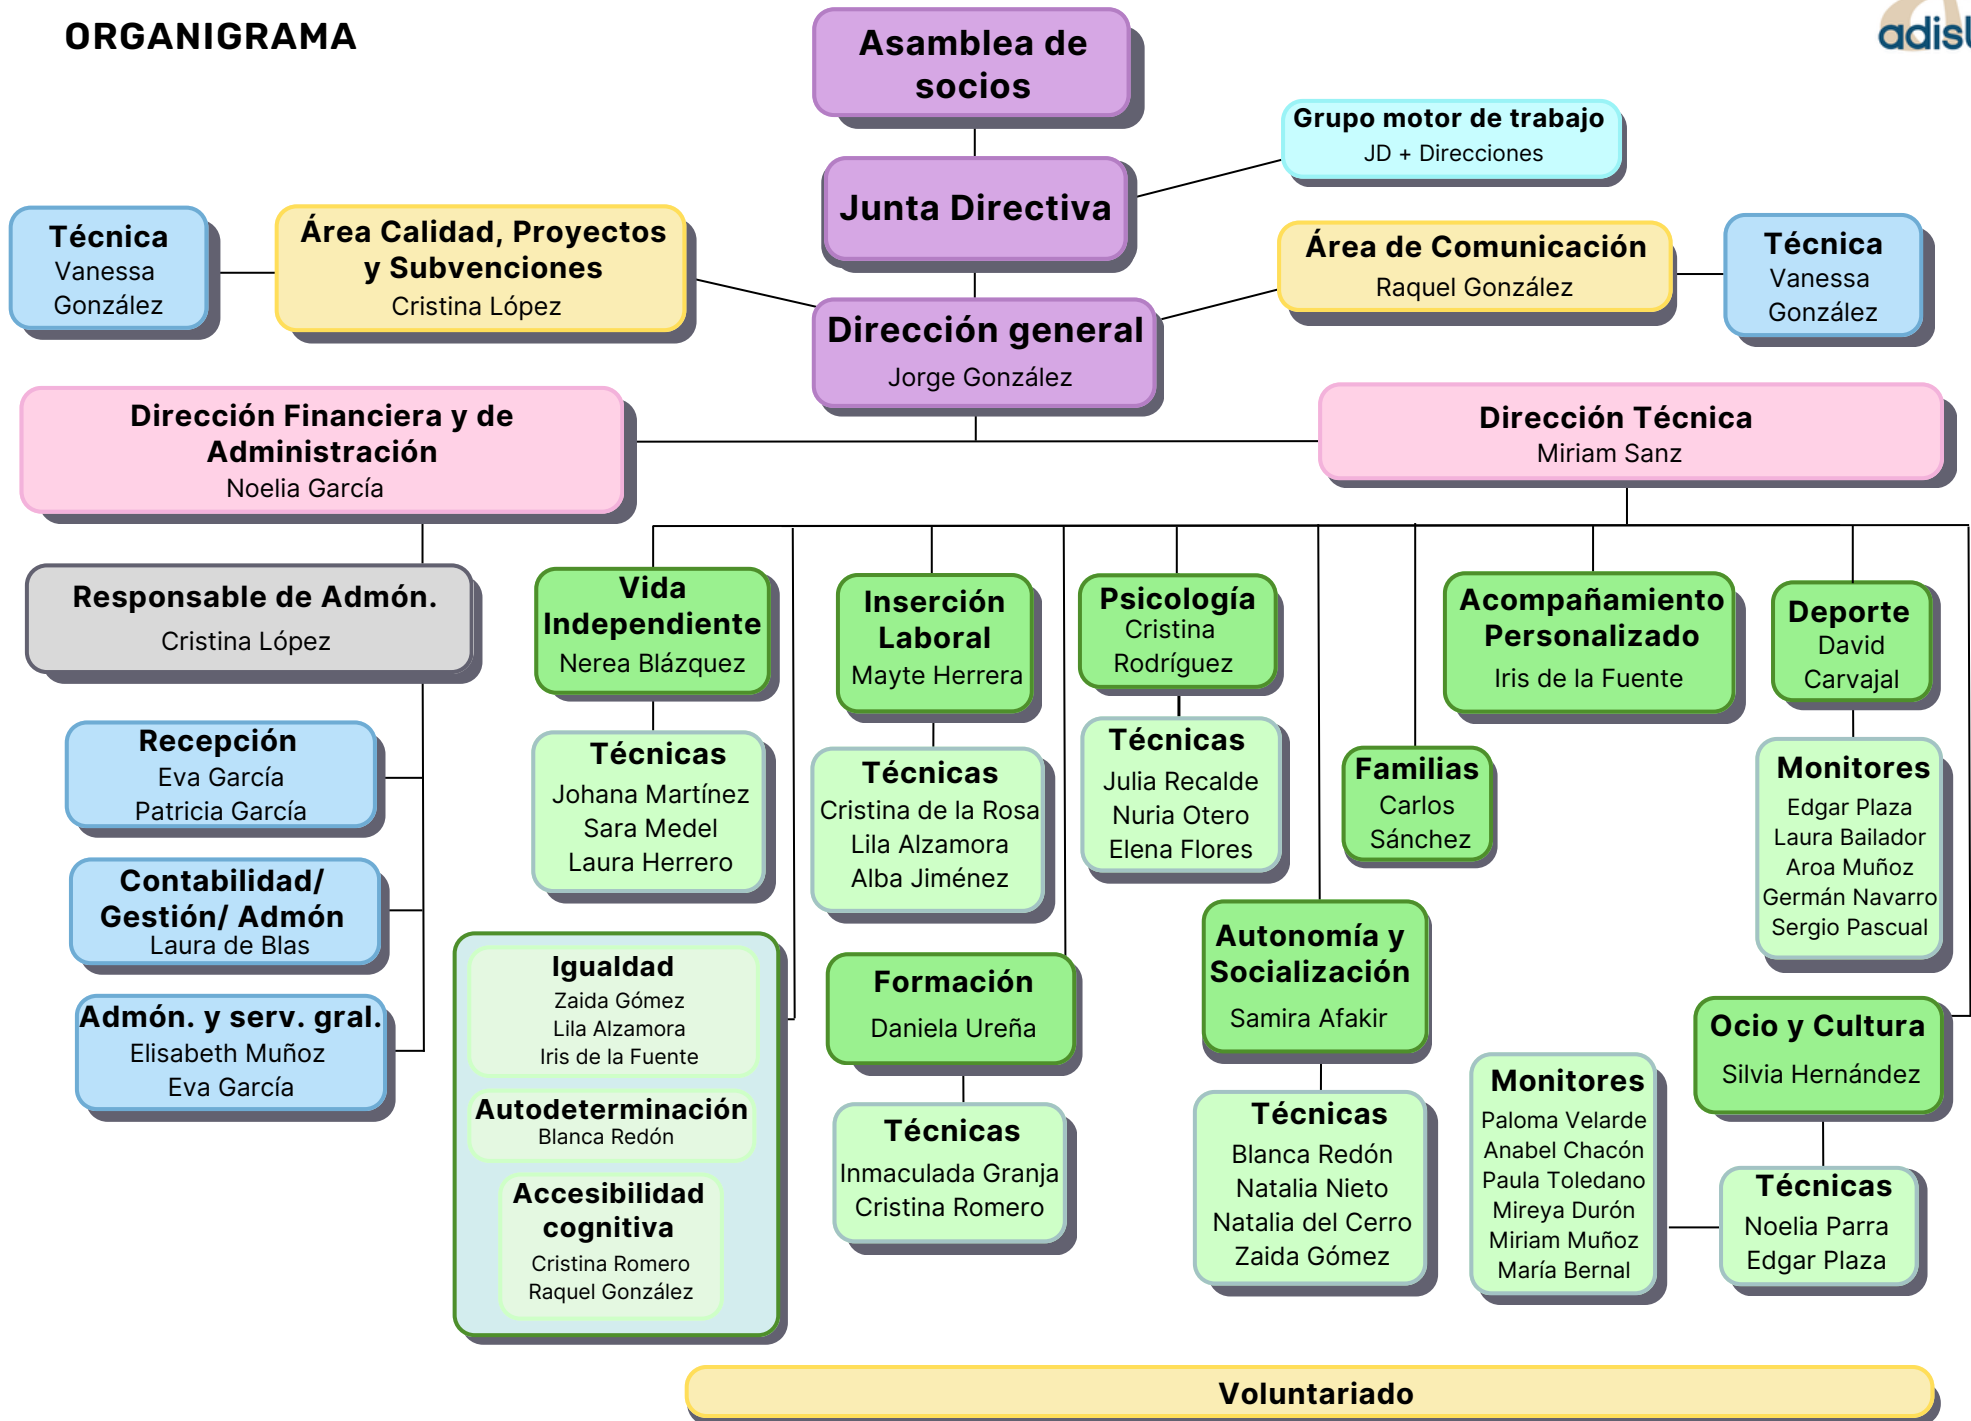 ORGANIGRAMA
Asamblea de
socios
Grupo motor de trabajo
JD + Direcciones
Junta Directiva
Técnica
Vanessa
González
Área Calidad, Proyectos
y Subvenciones
Cristina López
Área de Comunicación
Raquel González
Técnica
Vanessa
González
Dirección general
Jorge González
Dirección Financiera y de
Administración
Noelia García
Dirección Técnica
Miriam Sanz
Responsable de Admón.
Cristina López
Recepción
Eva García
Patricia García
Contabilidad/
Gestión/ Admón
Laura de Blas
Admón. y serv. gral.
Elisabeth Muñoz
Eva García
Vida
Independiente
Nerea Blázquez
Técnicas
Johana Martínez
Sara Medel
Laura Herrero
Igualdad
Zaida Gómez
Lila Alzamora
Iris de la Fuente
Autodeterminación
Blanca Redón
Accesibilidad
cognitiva
Cristina Romero
Raquel González
Inserción
Laboral
Mayte Herrera
Técnicas
Cristina de la Rosa
Lila Alzamora
Alba Jiménez
Formación
Daniela Ureña
Técnicas
Inmaculada Granja
Cristina Romero
Psicología
Cristina
Rodríguez
Técnicas
Julia Recalde
Nuria Otero
Elena Flores
Autonomía y
Socialización
Samira Afakir
Técnicas
Blanca Redón
Natalia Nieto
Natalia del Cerro
Zaida Gómez
Familias
Carlos
Sánchez
Acompañamiento
Personalizado
Iris de la Fuente
Deporte
David
Carvajal
Monitores
Edgar Plaza
Laura Bailador
Aroa Muñoz
Germán Navarro
Sergio Pascual
Ocio y Cultura
Silvia Hernández
Técnicas
Noelia Parra
Edgar Plaza
Monitores
Paloma Velarde
Anabel Chacón
Paula Toledano
Mireya Durón
Miriam Muñoz
María Bernal
Voluntariado